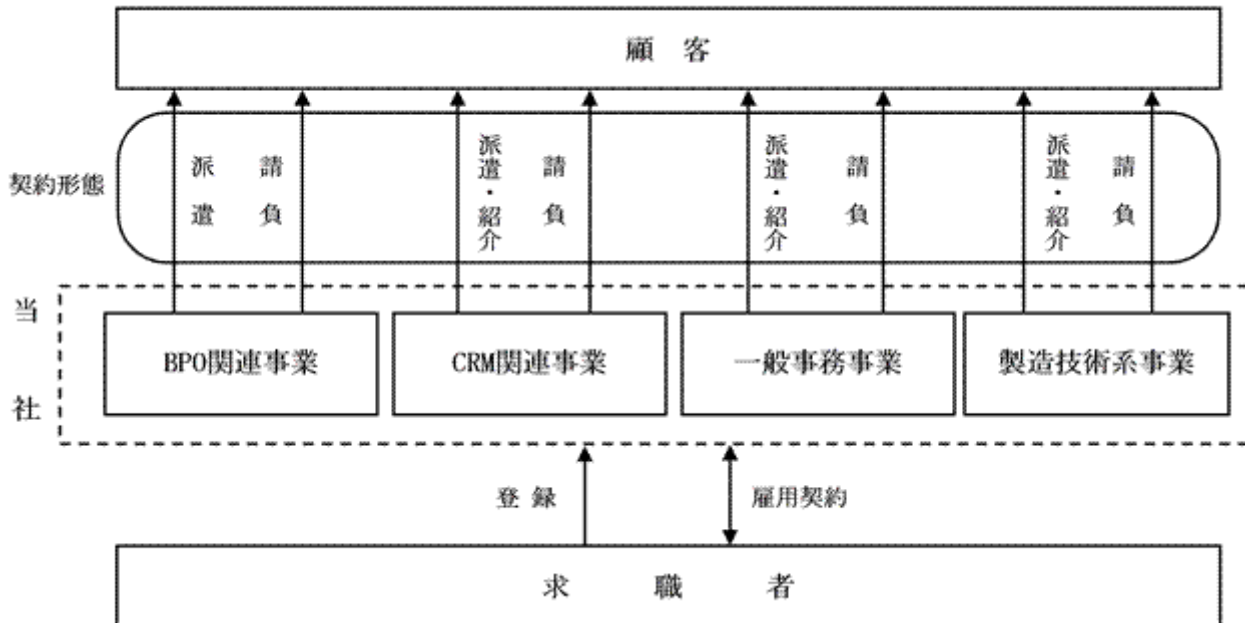 顧 客
契約形態
派遣
請負
派遣・紹介
請負
派遣・紹介
請負
派遣・紹介
請負
当社
BPO関連事業
CRM関連事業
一般事務事業
製造技術系事業
登 録
雇用契約
求 職 者